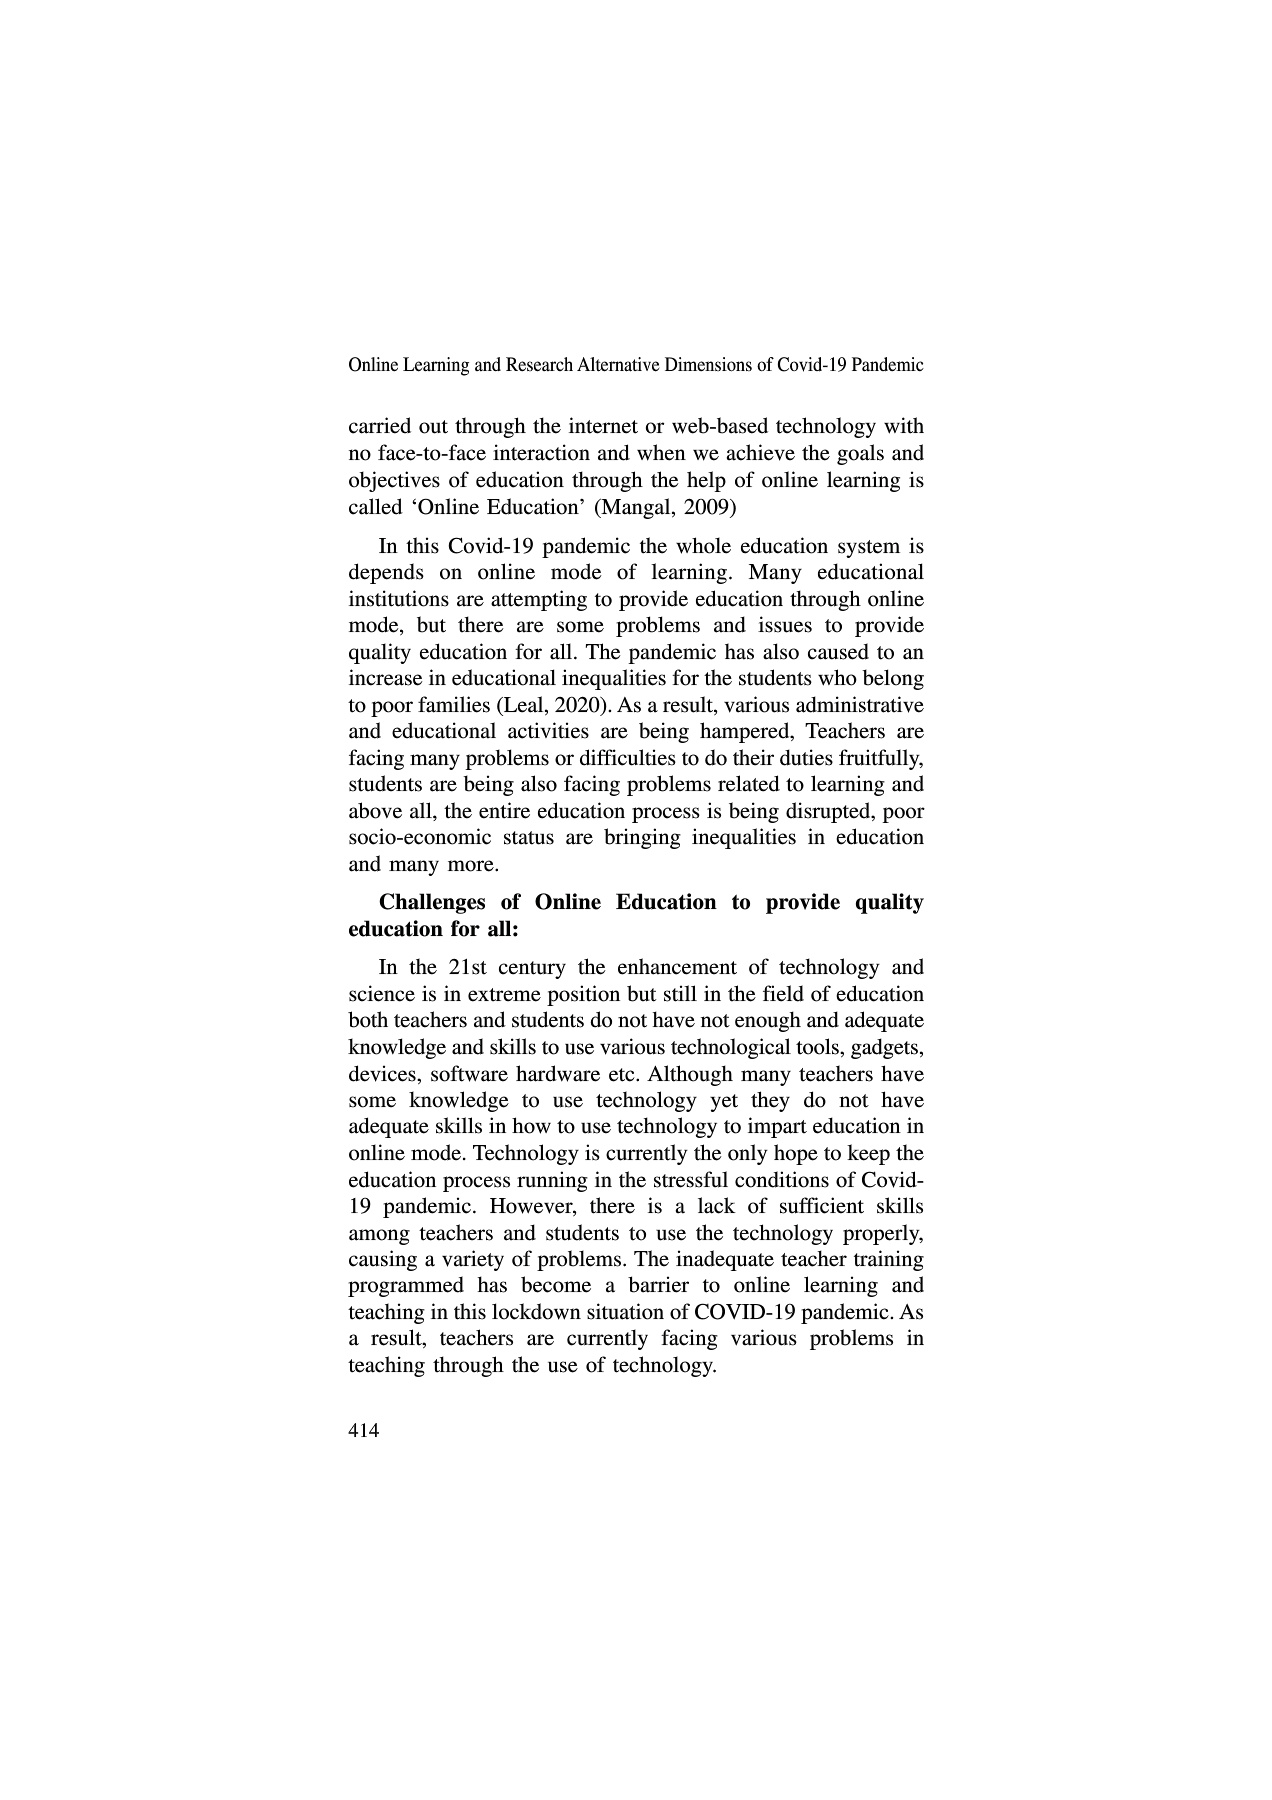 Online Learning and Research Alternative Dimensions of Covid-19 Pandemic
carried out through the internet or web-based technology with
no face-to-face interaction and when we achieve the goals and
objectives of education through the help of online learning is
called ‘Online Education’ (Mangal, 2009)
In this Covid-19 pandemic the whole education system is
depends on online mode of learning. Many educational
institutions are attempting to provide education through online
mode, but there are some problems and issues to provide
quality education for all. The pandemic has also caused to an
increase in educational inequalities for the students who belong
to poor families (Leal, 2020). As a result, various administrative
and educational activities are being hampered, Teachers are
facing many problems or difficulties to do their duties fruitfully,
students are being also facing problems related to learning and
above all, the entire education process is being disrupted, poor
socio-economic status are bringing inequalities in education
and many more.
Challenges of Online Education to provide quality
education for all:
In the 21st century the enhancement of technology and
science is in extreme position but still in the field of education
both teachers and students do not have not enough and adequate
knowledge and skills to use various technological tools, gadgets,
devices, software hardware etc. Although many teachers have
some knowledge to use technology yet they do not have
adequate skills in how to use technology to impart education in
online mode. Technology is currently the only hope to keep the
education process running in the stressful conditions of Covid-
19 pandemic. However, there is a lack of sufficient skills
among teachers and students to use the technology properly,
causing a variety of problems. The inadequate teacher training
programmed has become a barrier to online learning and
teaching in this lockdown situation of COVID-19 pandemic. As
a result, teachers are currently facing various problems in
teaching through the use of technology.
414